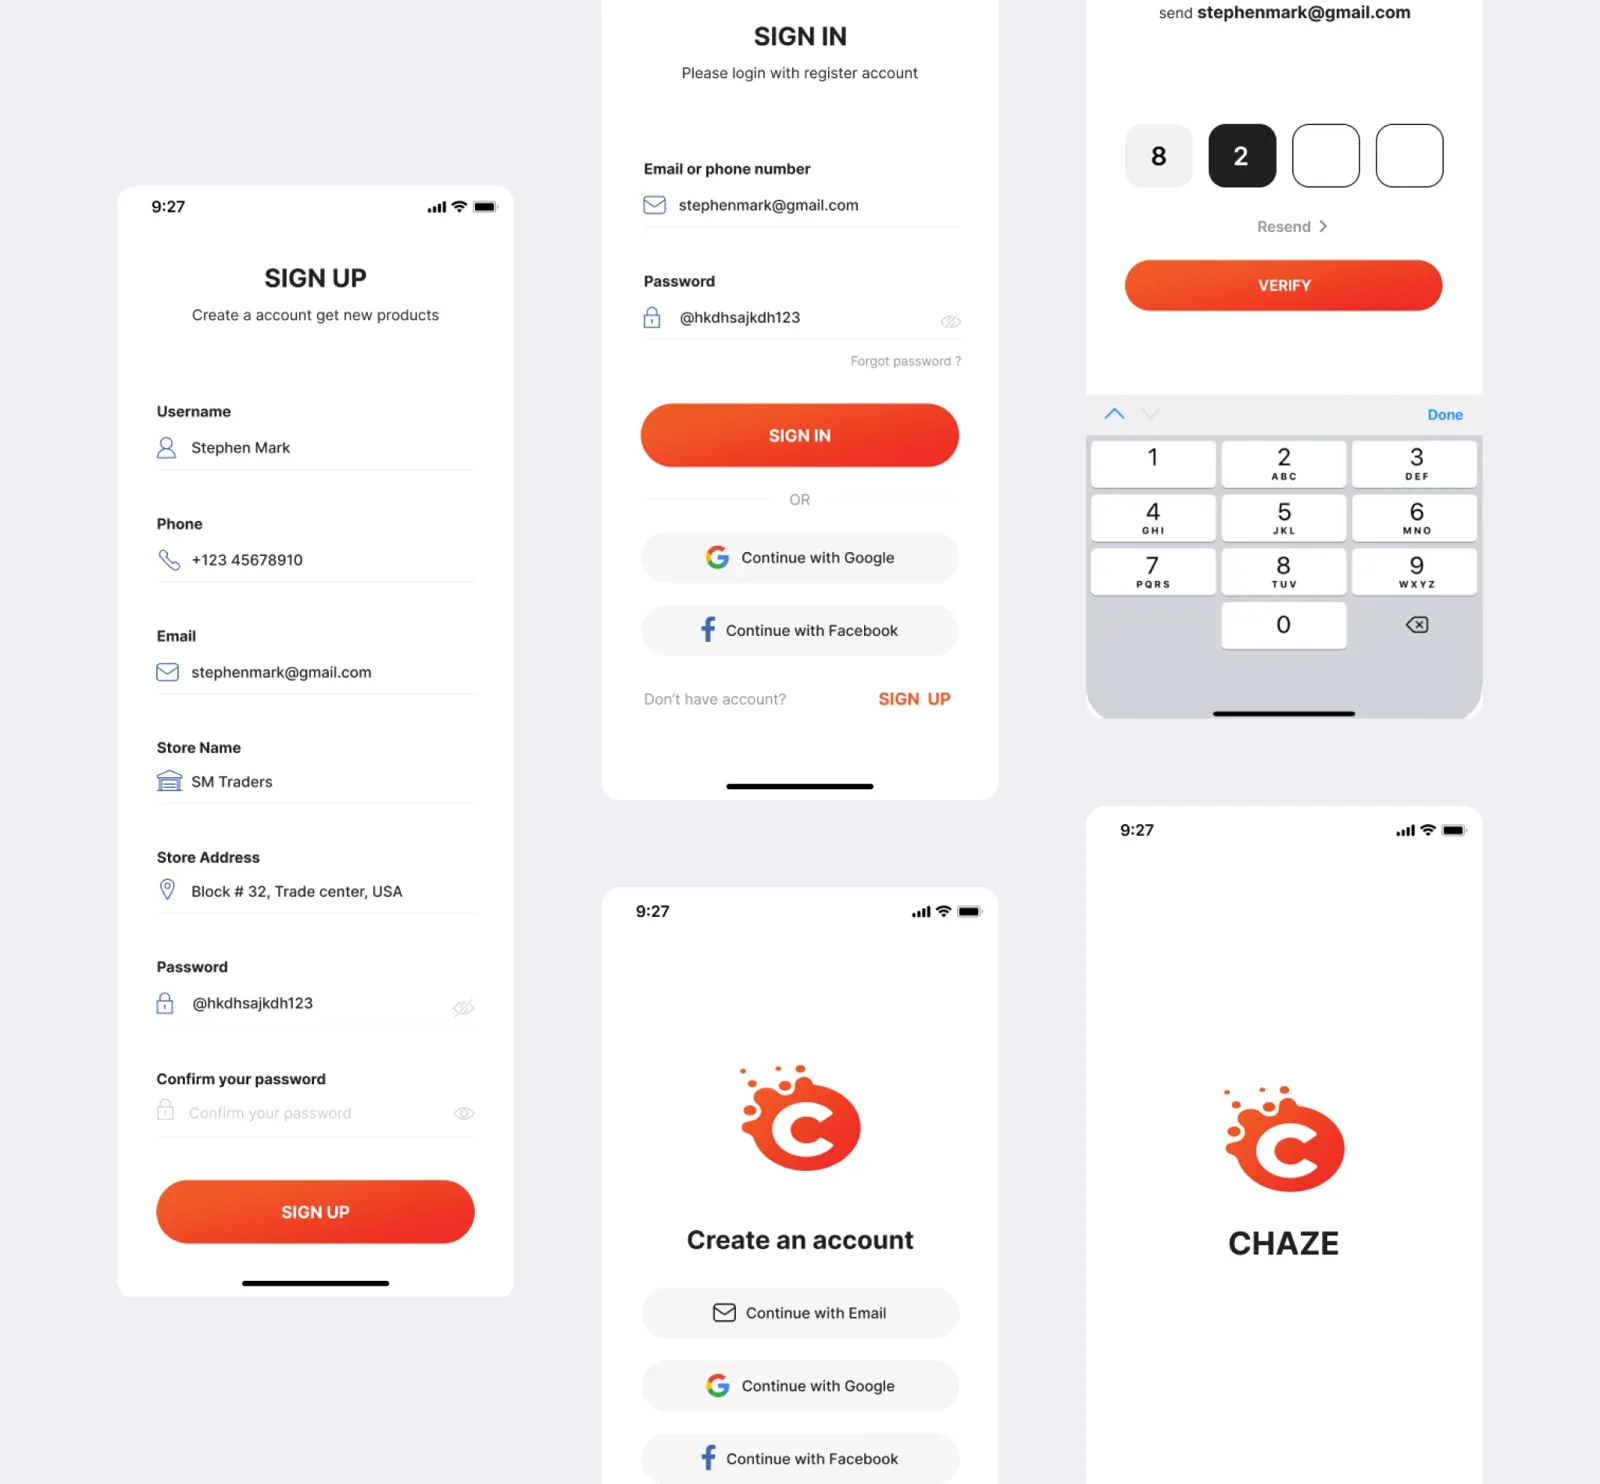 9:27
SIGN UP
Create a account get new products
Username
Stephen Mark
Phone
+123 45678910
Email
stephenmark@gmail.com
Store Name
SM Traders
Store Address
Block # 32, Trade center, USA
Password
@hkdhsajkdh123
Confirm your password
Confirm your password
SIGN UP
SIGN IN
Please login with register account
Email or phone number
stephenmark@gmail.com
Password
@hkdhsajkdh123
Forgot password ?
SIGN IN
OR
Continue with Google
Continue with Facebook
Don't have account? SIGN UP
9:27
C
Create an account
Continue with Email
Continue with Google
Continue with Facebook
send stephenmark@gmail.com
8 2
Resend
VERIFY
Done
1 2 3
ABC DEF
4 5 6
GHI JKL MNO
7 8 9
PQRS TUV WXYZ
0
9:27
C
CHAZE